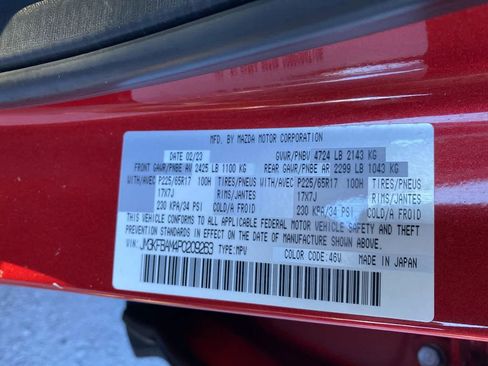 MFD. BY MAZDA MOTOR CORPORATION
DATE 02/23 GVWR/PNBV 4724 LB 2143 KG
FRONT GAWR/PNBE AV 2425 LB 1100 KG REAR GAWR/PNBE AR 2299 LB 1043 KG
WITH/AVEC P225/65R17 100H TIRES/PNEUS WITH/AVEC P225/65R17 100H TIRES/PNEUS
17X7J RIMS/JANTES 17X7J RIMS/JANTES
230 KPA/34 PSI COLD/A FROID 230 KPA/34 PSI COLD/A FROID
THIS VEHICLE CONFORMS TO ALL APPLICABLE FEDERAL MOTOR VEHICLE SAFETY AND THEFT
PREVENTION STANDARDS IN EFFECT ON THE DATE OF MANUFACTURE SHOWN ABOVE.
VIN: JM3KFBAM4P0209263 TYPE:MPV
COLOR CODE:46V MADE IN JAPAN